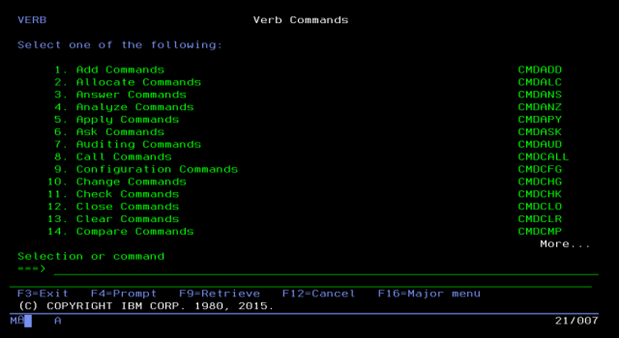 VERB Verb Commands
Select one of the following:
1. Add Commands CMDADD
2. Allocate Commands CMDALC
3. Answer Commands CMDANS
4. Analyze Commands CMDANZ
5. Apply Commands CMDAPY
6. Ask Commands CMDASK
7. Auditing Commands CMDAUD
8. Call Commands CMDCALL
9. Configuration Commands CMDCFG
10. Change Commands CMDCHG
11. Check Commands CMDCHK
12. Close Commands CMDCLO
13. Clear Commands CMDCLR
14. Compare Commands CMDCMP
More...
Selection or command
===>
F3=Exit F4=Prompt F9=Retrieve F12=Cancel F16=Major menu
(C) COPYRIGHT IBM CORP. 1980, 2015.
A 21/007